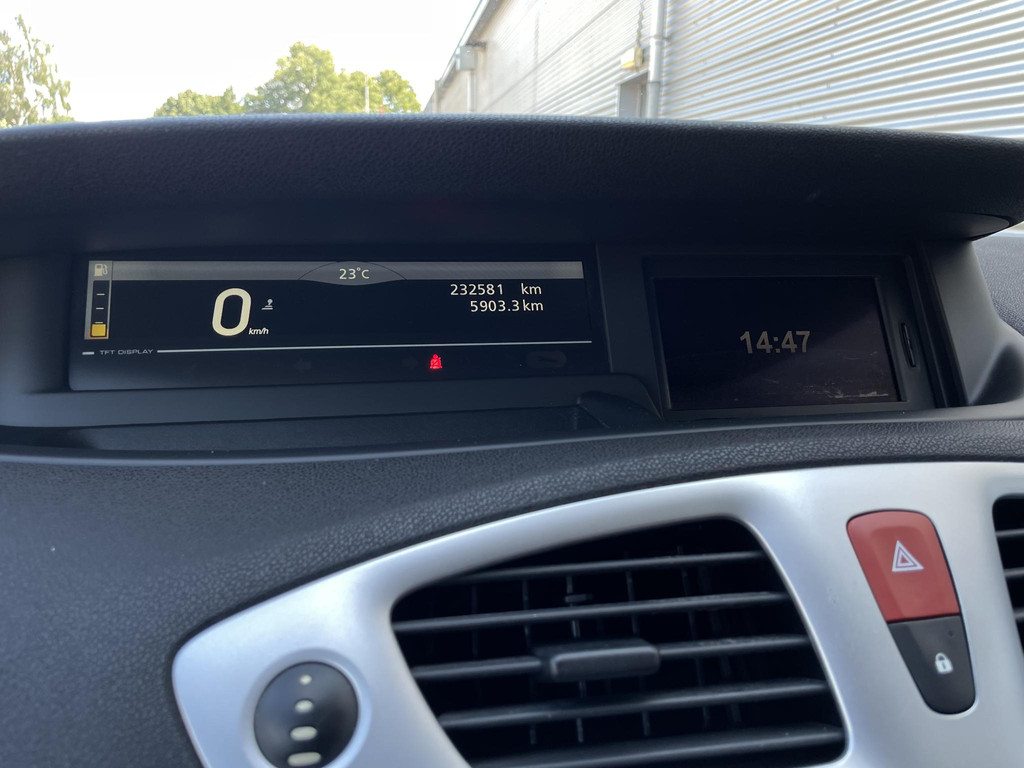 23°C
232581 km
5903.3 km
0 km/h
TFT DISPLAY
14:47